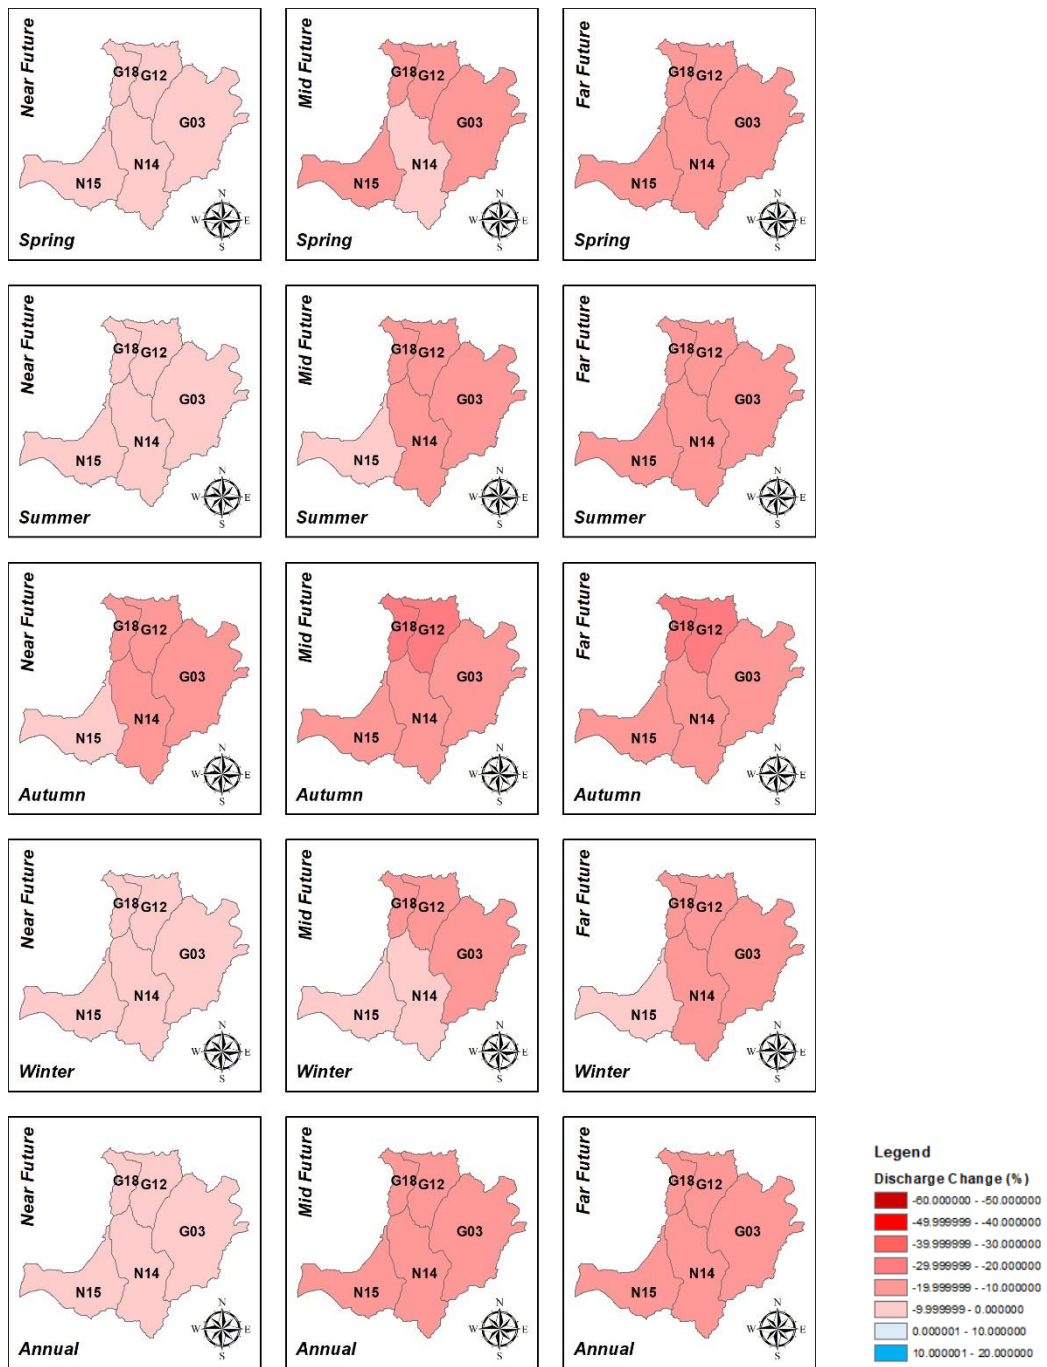 Near Future
G18
G12
G03
N14
N15
N
W
E
S
Spring
Mid Future
G18
G12
G03
N14
N15
N
W
E
S
Spring
Far Future
G18
G12
G03
N14
N15
N
W
E
S
Spring
Near Future
G18
G12
G03
N14
N15
N
W
E
S
Summer
Mid Future
G18
G12
G03
N14
N15
N
W
E
S
Summer
Far Future
G18
G12
G03
N14
N15
N
W
E
S
Summer
Near Future
G18
G12
G03
N14
N15
N
W
E
S
Autumn
Mid Future
G18
G12
G03
N14
N15
N
W
E
S
Autumn
Far Future
G18
G12
G03
N14
N15
N
W
E
S
Autumn
Near Future
G18
G12
G03
N14
N15
N
W
E
S
Winter
Mid Future
G18
G12
G03
N14
N15
N
W
E
S
Winter
Far Future
G18
G12
G03
N14
N15
N
W
E
S
Winter
Near Future
G18
G12
G03
N14
N15
N
W
E
S
Annual
Mid Future
G18
G12
G03
N14
N15
N
W
E
S
Annual
Far Future
G18
G12
G03
N14
N15
N
W
E
S
Annual
Legend
Discharge Change (%)
-60.000000 - -50.000000
-49.999999 - -40.000000
-39.999999 - -30.000000
-29.999999 - -20.000000
-19.999999 - -10.000000
-9.999999 - 0.000000
0.000001 - 10.000000
10.000001 - 20.000000